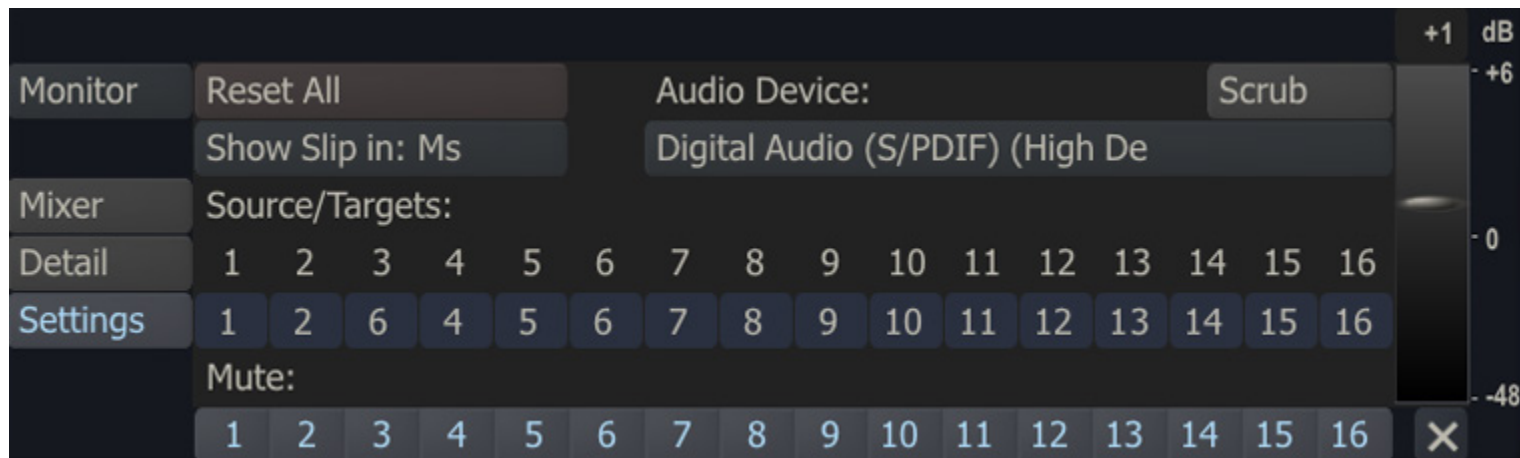 +1 dB
Monitor Reset All Audio Device: Scrub +6
Show Slip in: Ms Digital Audio (S/PDIF) (High De
Mixer Source/Targets:
0
Detail 1 2 3 4 5 6 7 8 9 10 11 12 13 14 15 16
Settings 1 2 6 4 5 6 7 8 9 10 11 12 13 14 15 16
Mute:
-48
1 2 3 4 5 6 7 8 9 10 11 12 13 14 15 16 ×